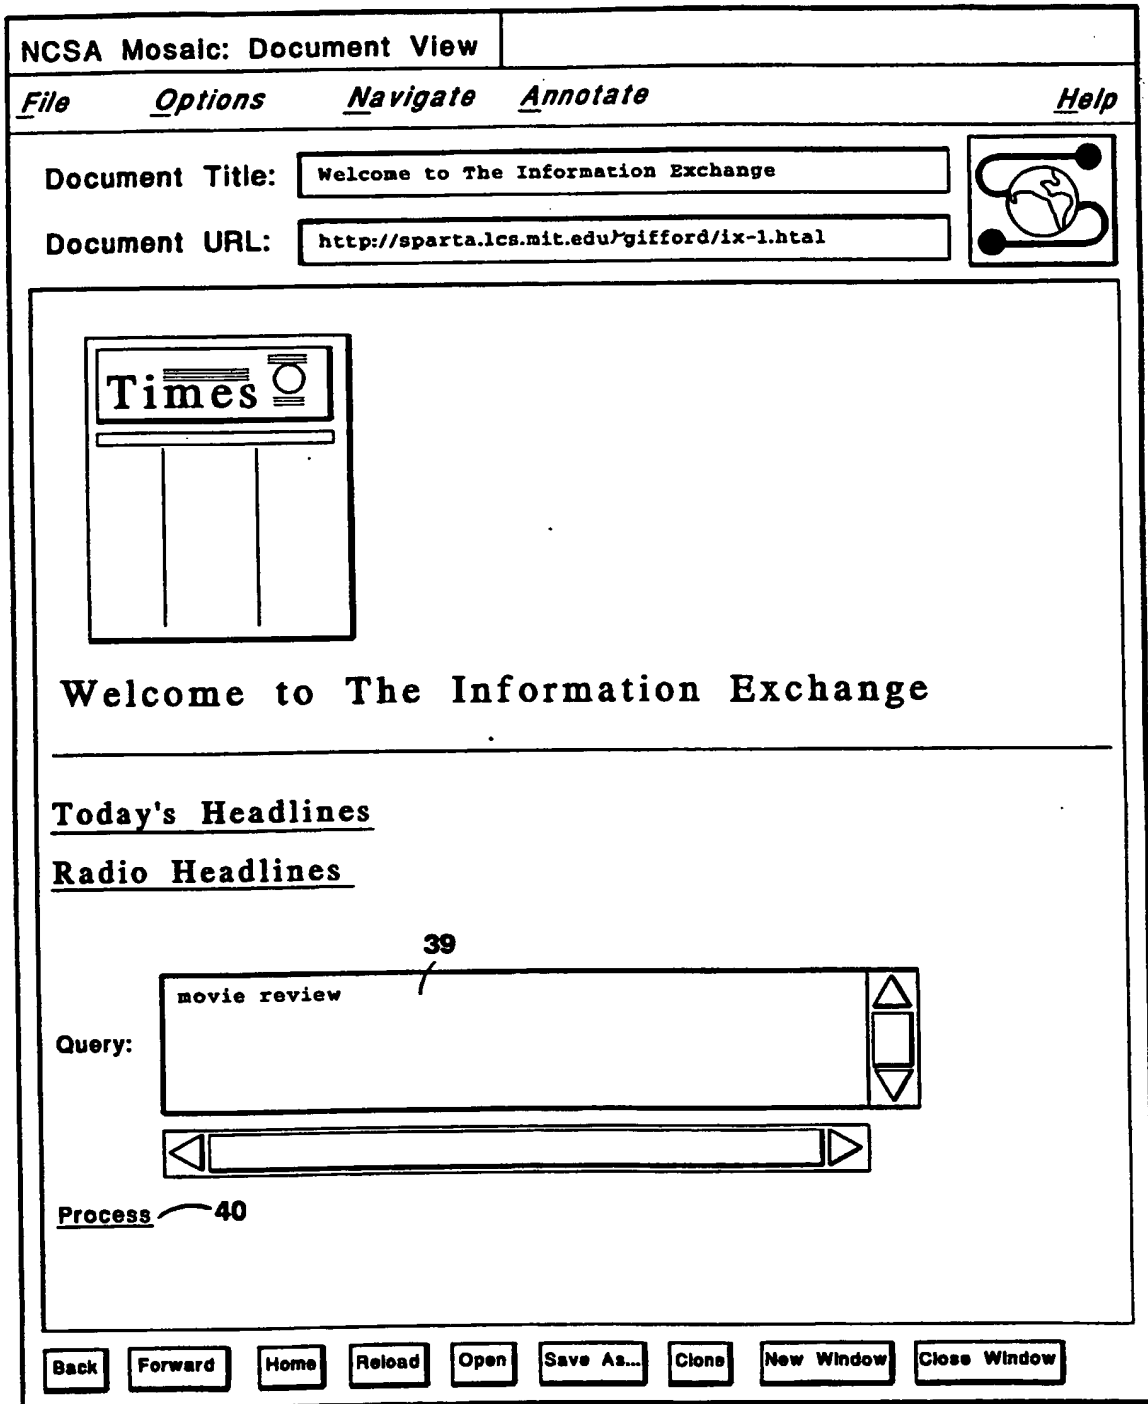 NCSA Mosaic: Document View
File Options Navigate Annotate Help
Document Title: Welcome to The Information Exchange
Document URL: http://sparta.lcs.mit.edu/~gifford/ix-1.htal
Times
Welcome to The Information Exchange
Today's Headlines
Radio Headlines
39
movie review
Query:
Process 40
Back Forward Home Reload Open Save As... Clone New Window Close Window